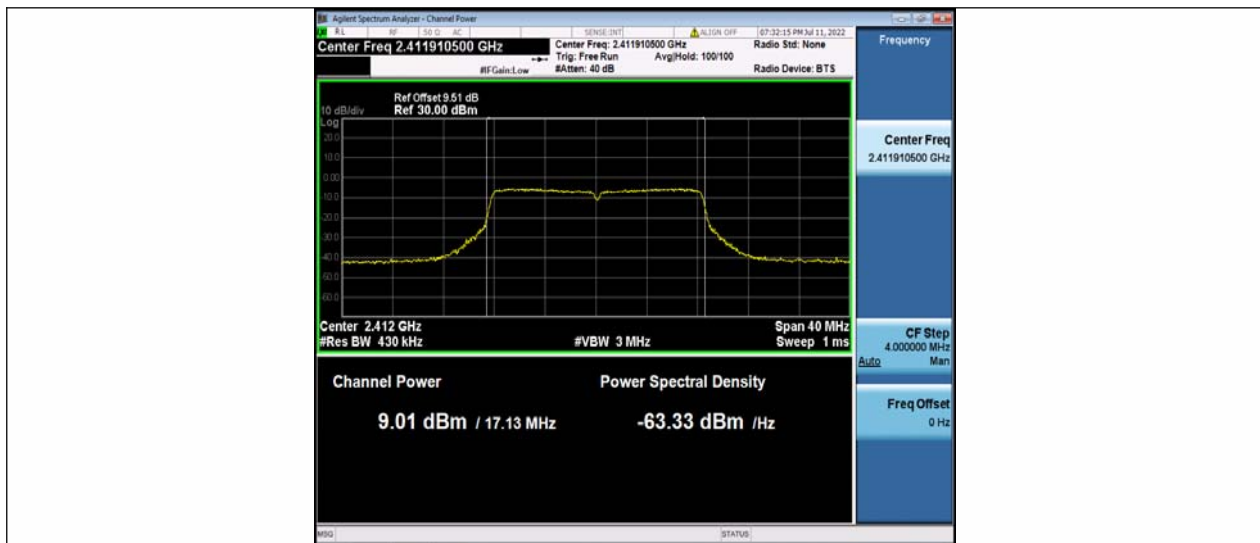 Agilent Spectrum Analyzer - Channel Power
RL RF 50 Ω AC SENSE:INT ALIGN OFF 07:32:15 PM Jul 11, 2022
Center Freq 2.411910500 GHz
Center Freq: 2.411910500 GHz Radio Std: None
Trig: Free Run Avg|Hold: 100/100
#IFGain:Low #Atten: 40 dB Radio Device: BTS
Frequency
Ref Offset 9.51 dB
10 dB/div Ref 30.00 dBm
Log
20.0
10.0
0.00
-10.0
-20.0
-30.0
-40.0
-50.0
-60.0
Center 2.412 GHz Span 40 MHz
#Res BW 430 kHz #VBW 3 MHz Sweep 1 ms
Channel Power Power Spectral Density
9.01 dBm / 17.13 MHz -63.33 dBm /Hz
Center Freq
2.411910500 GHz
CF Step
4.000000 MHz
Auto Man
Freq Offset
0 Hz
MSG STATUS